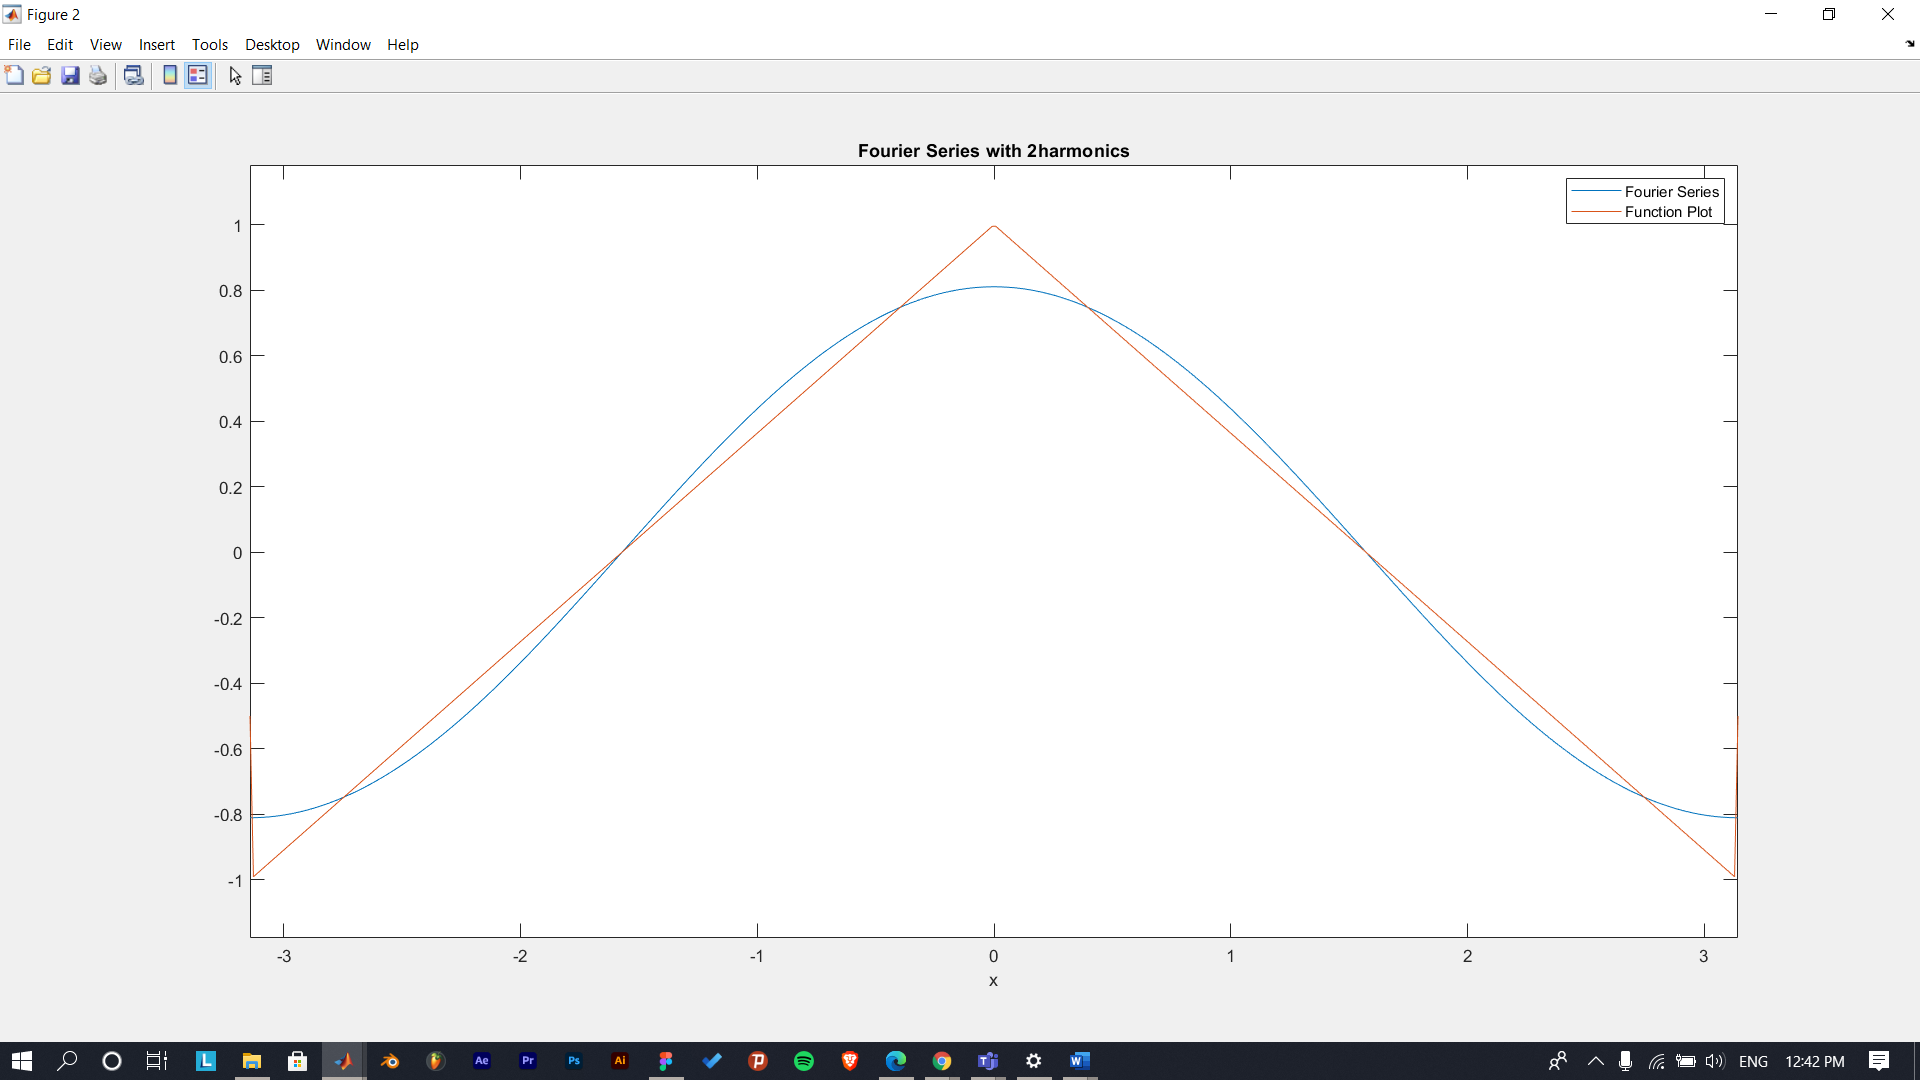 Figure 2
File Edit View Insert Tools Desktop Window Help
Fourier Series with 2harmonics
Fourier Series
Function Plot
1
0.8
0.6
0.4
0.2
0
-0.2
-0.4
-0.6
-0.8
-1
-3 -2 -1 0 1 2 3
x
L Ae Pr Ps Ai W ENG 12:42 PM